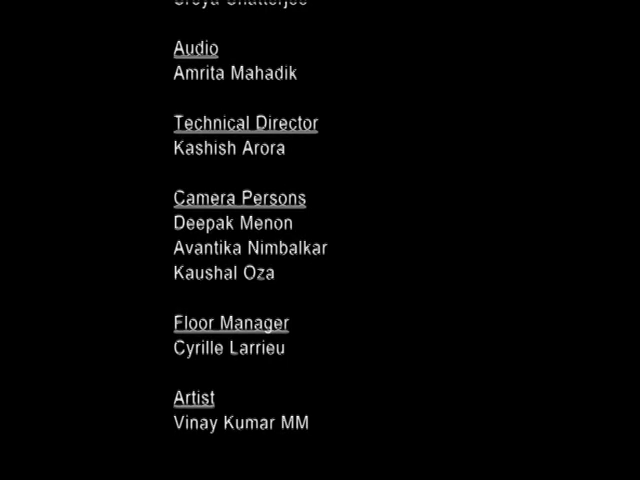 Audio
Amrita Mahadik
Technical Director
Kashish Arora
Camera Persons
Deepak Menon
Avantika Nimbalkar
Kaushal Oza
Floor Manager
Cyrille Larrieu
Artist
Vinay Kumar MM